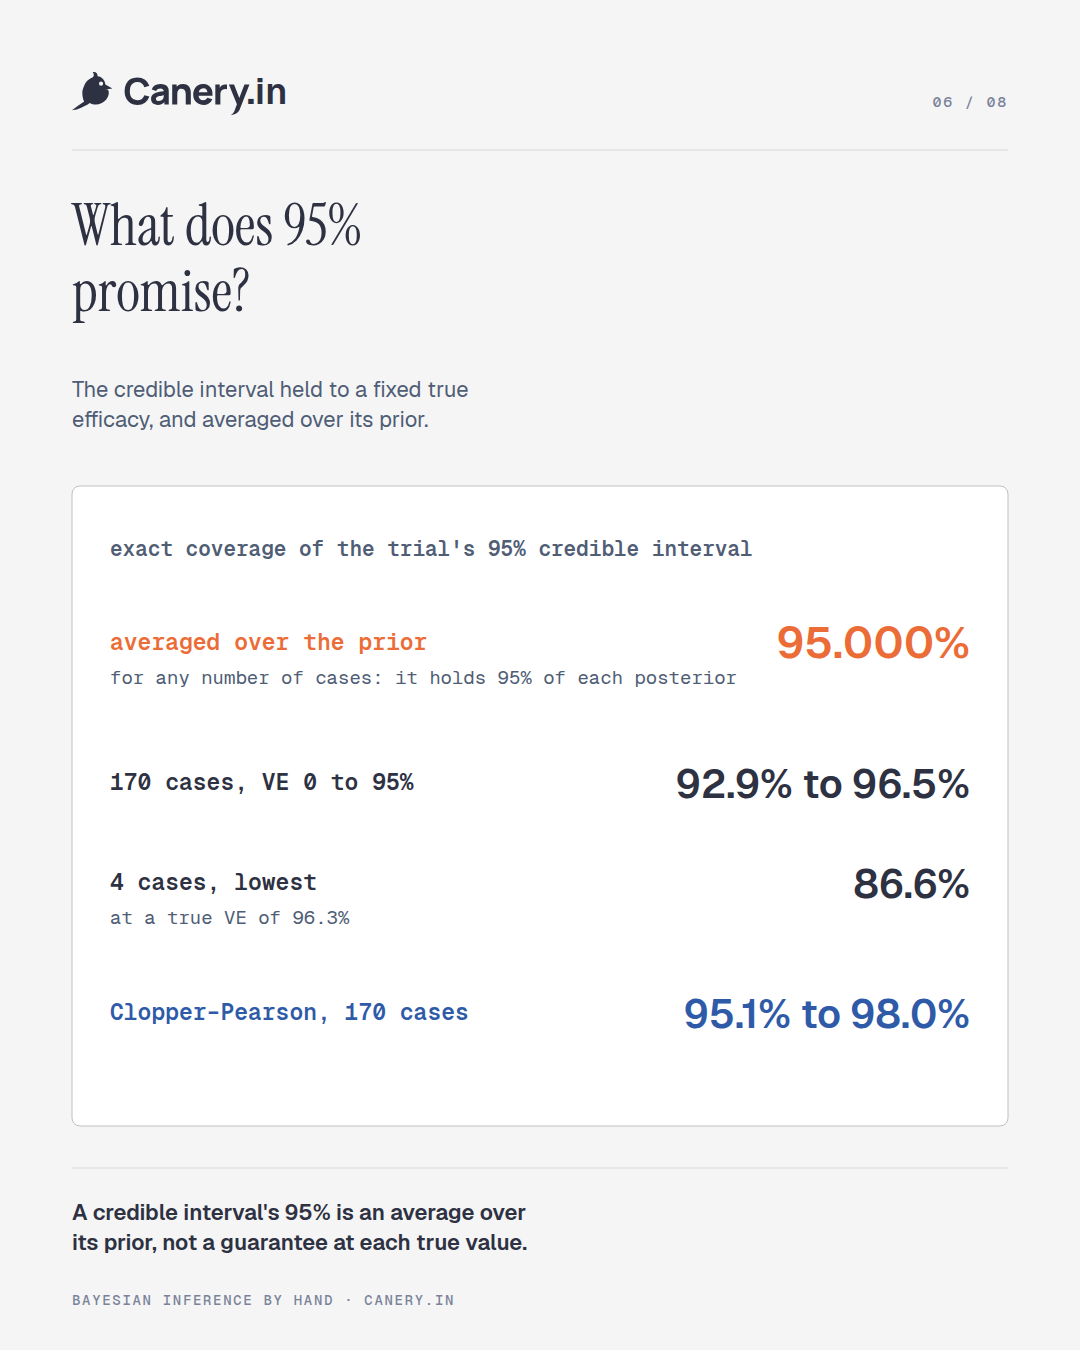 Canery.in
06 / 08
What does 95%
promise?
The credible interval held to a fixed true
efficacy, and averaged over its prior.
exact coverage of the trial's 95% credible interval
averaged over the prior
95.000%
for any number of cases: it holds 95% of each posterior
170 cases, VE 0 to 95%
92.9% to 96.5%
4 cases, lowest
86.6%
at a true VE of 96.3%
Clopper-Pearson, 170 cases
95.1% to 98.0%
A credible interval's 95% is an average over
its prior, not a guarantee at each true value.
BAYESIAN INFERENCE BY HAND · CANERY.IN